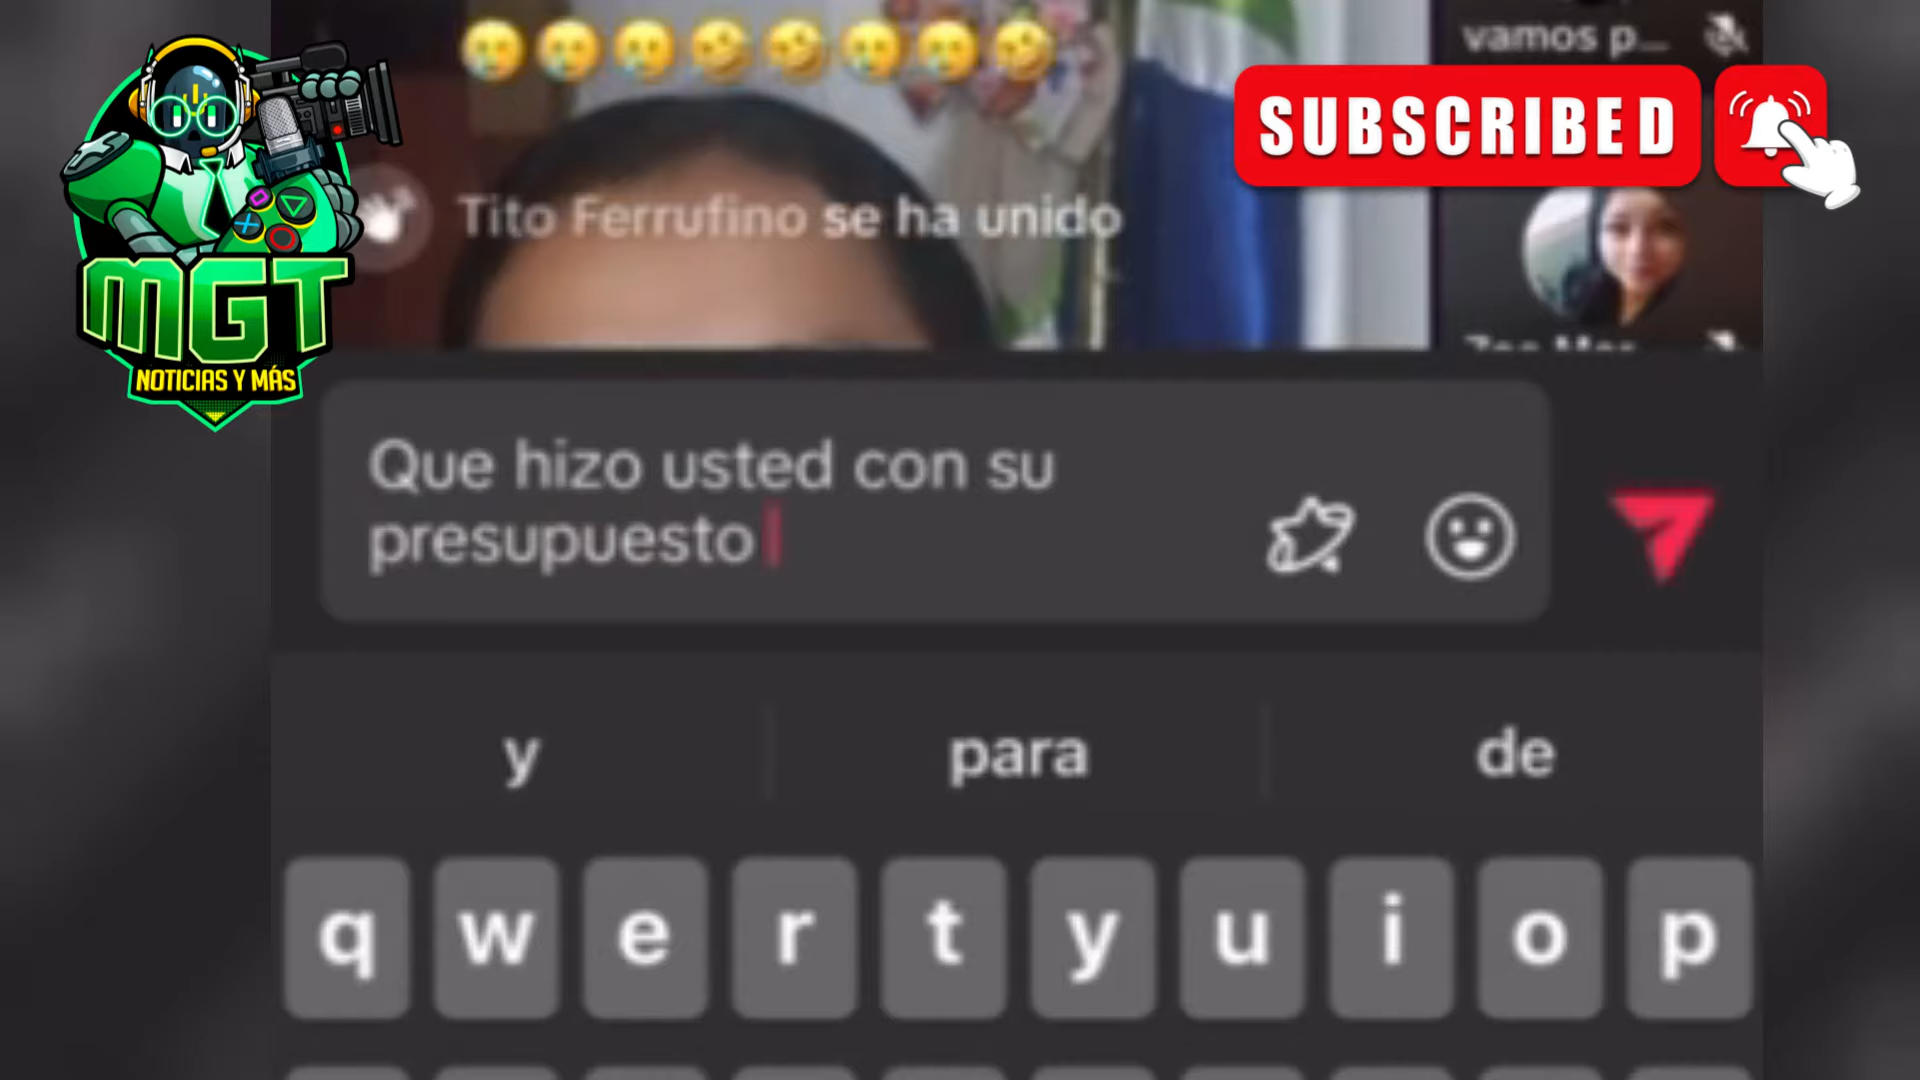 😢😢😢🤣🤣😢😢🤣
vamos p...
SUBSCRIBED
Tito Ferrufino se ha unido
MGT
NOTICIAS Y MÁS
Que hizo usted con su
presupuesto
y para de
q w e r t y u i o p